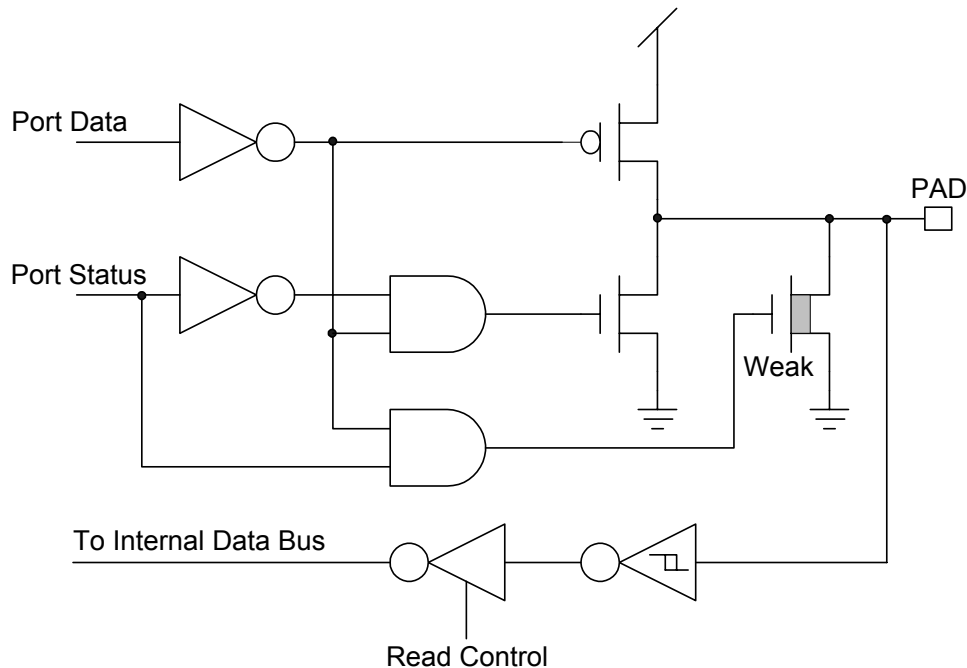 Port Data
PAD
Port Status
Weak
To Internal Data Bus
Read Control